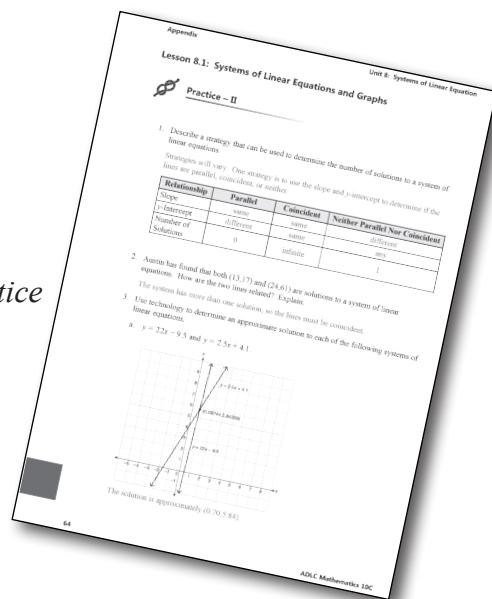 tice
Appendix
Unit 8: Systems of Linear Equation
Lesson 8.1: Systems of Linear Equations and Graphs
Practice – II
1. Describe a strategy that can be used to determine the number of solutions to a system of
linear equations.
Strategies will vary. One strategy is to use the slope and y-intercept to determine if the
lines are parallel, coincident, or neither.
Relationship Parallel Coincident Neither Parallel Nor Coincident
Slope same same different
y-Intercept different same any
Number of
Solutions 0 infinite 1
2. Austin has found that both (13,17) and (24,61) are solutions to a system of linear
equations. How are the two lines related? Explain.
The system has more than one solution, so the lines must be coincident.
3. Use technology to determine an approximate solution to each of the following systems of
linear equations.
a. y = 22x − 9.5 and y = 2.5x + 4.1
y = 2.5x + 4.1
y = 22x − 9.5
The solution is approximately (0.70,5.84)
64
ADLC Mathematics 10C